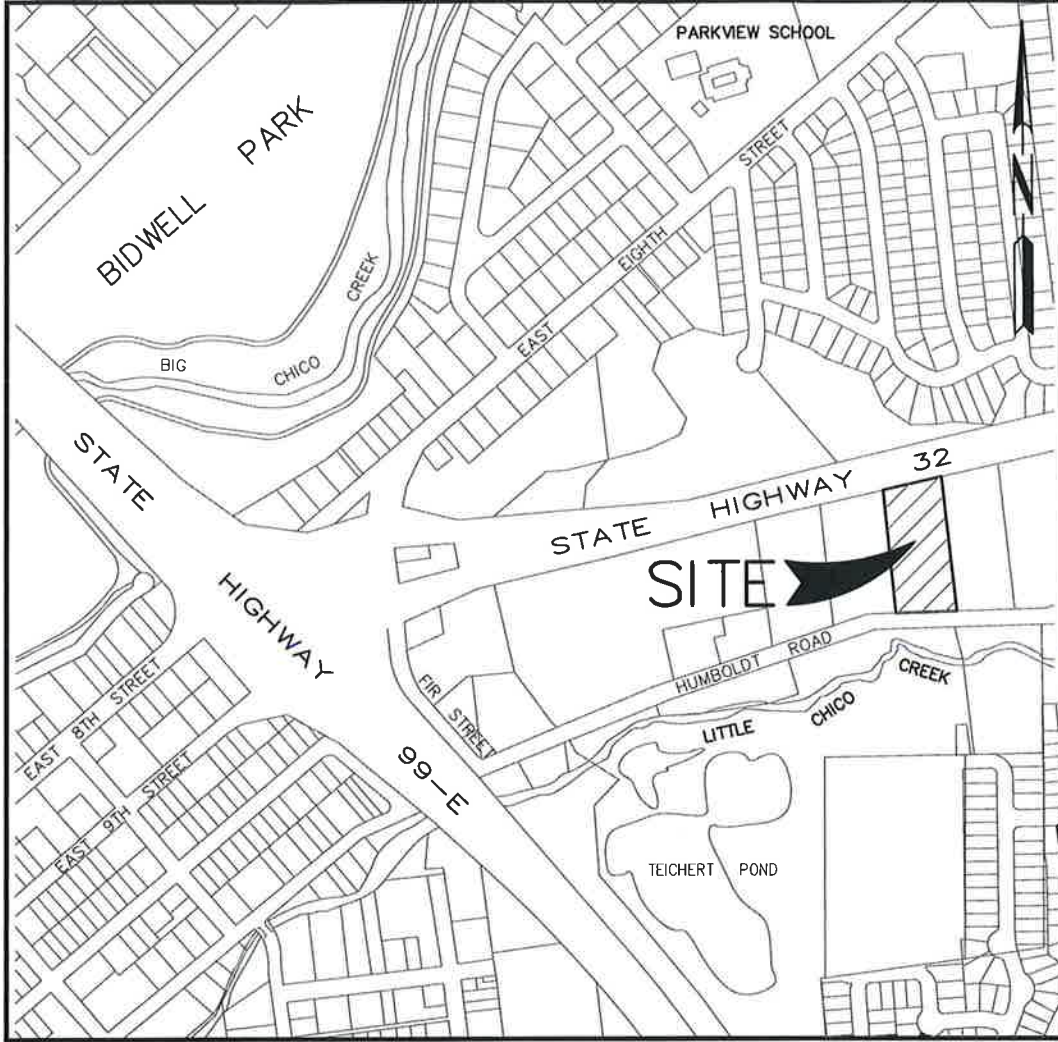 PARKVIEW SCHOOL
BIDWELL PARK
N
EAST EIGHTH STREET
BIG CHICO CREEK
STATE HIGHWAY 32
STATE HIGHWAY 99-E
SITE
HUMBOLDT ROAD
FIR STREET
LITTLE CHICO CREEK
EAST 8TH STREET
EAST 9TH STREET
TEICHERT POND